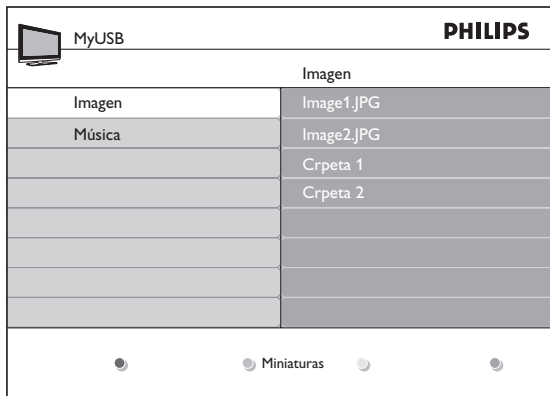 MyUSB
PHILIPS
Imagen
Imagen
Image1.JPG
Música
Image2.JPG
Crpeta 1
Crpeta 2
Miniaturas